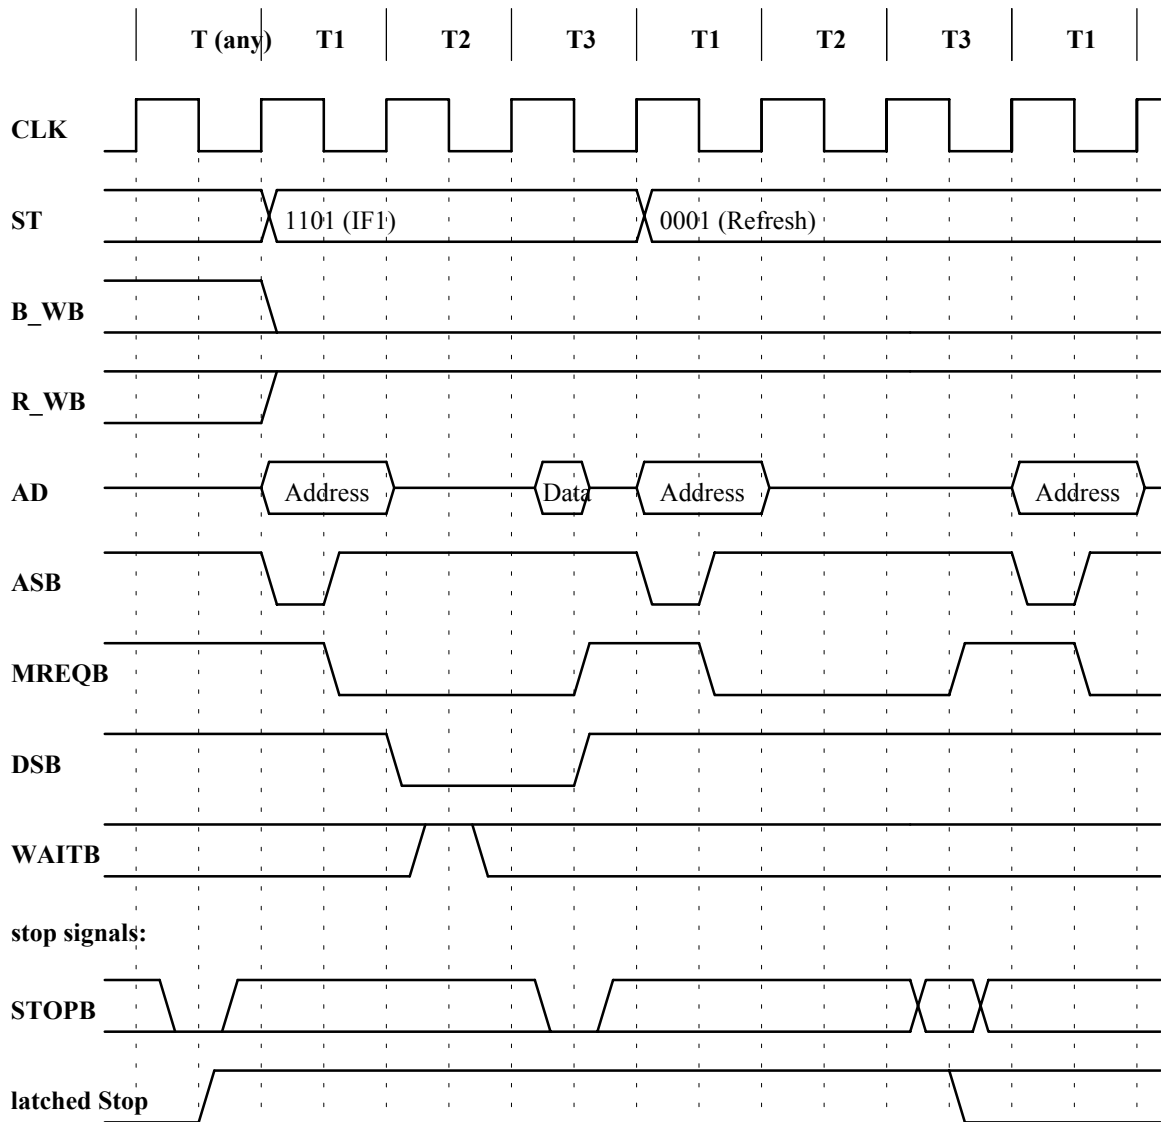 T (any) T1 T2 T3 T1 T2 T3 T1
CLK
ST 1101 (IF1) 0001 (Refresh)
B_WB
R_WB
AD Address Data Address Address
ASB
MREQB
DSB
WAITB
stop signals:
STOPB
latched Stop